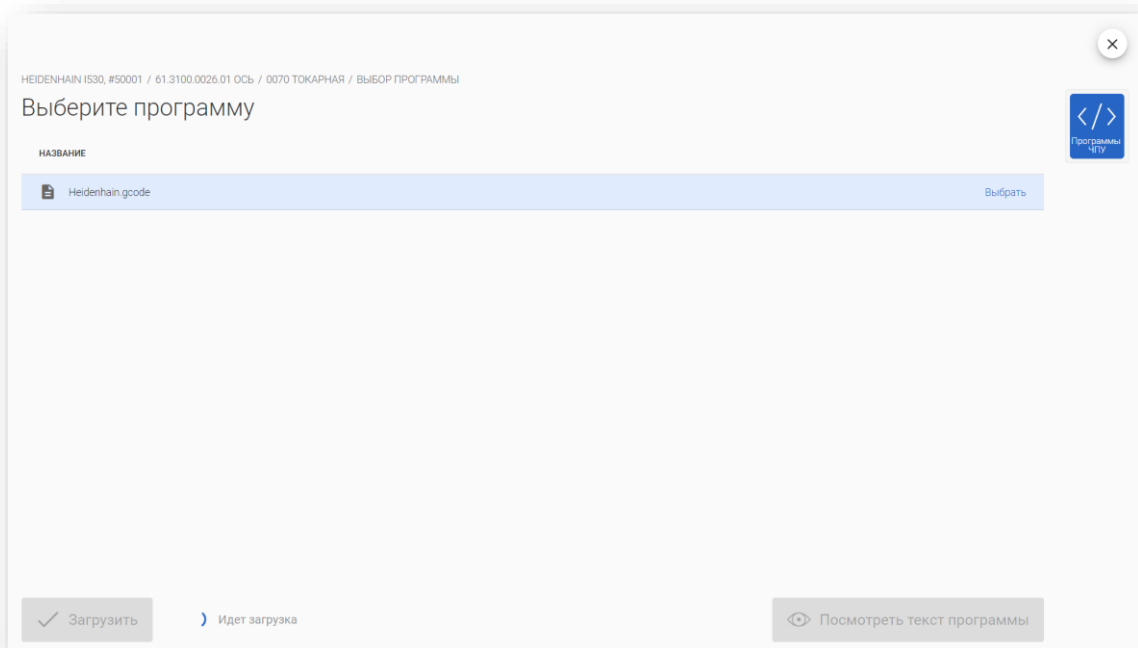 HEIDENHAIN I530, #50001 / 61.3100.0026.01 ОСЬ / 0070 ТОКАРНАЯ / ВЫБОР ПРОГРАММЫ
Выберите программу
Программы
ЧПУ
НАЗВАНИЕ
Heidenhain.gcode Выбрать
Загрузить Идет загрузка Посмотреть текст программы